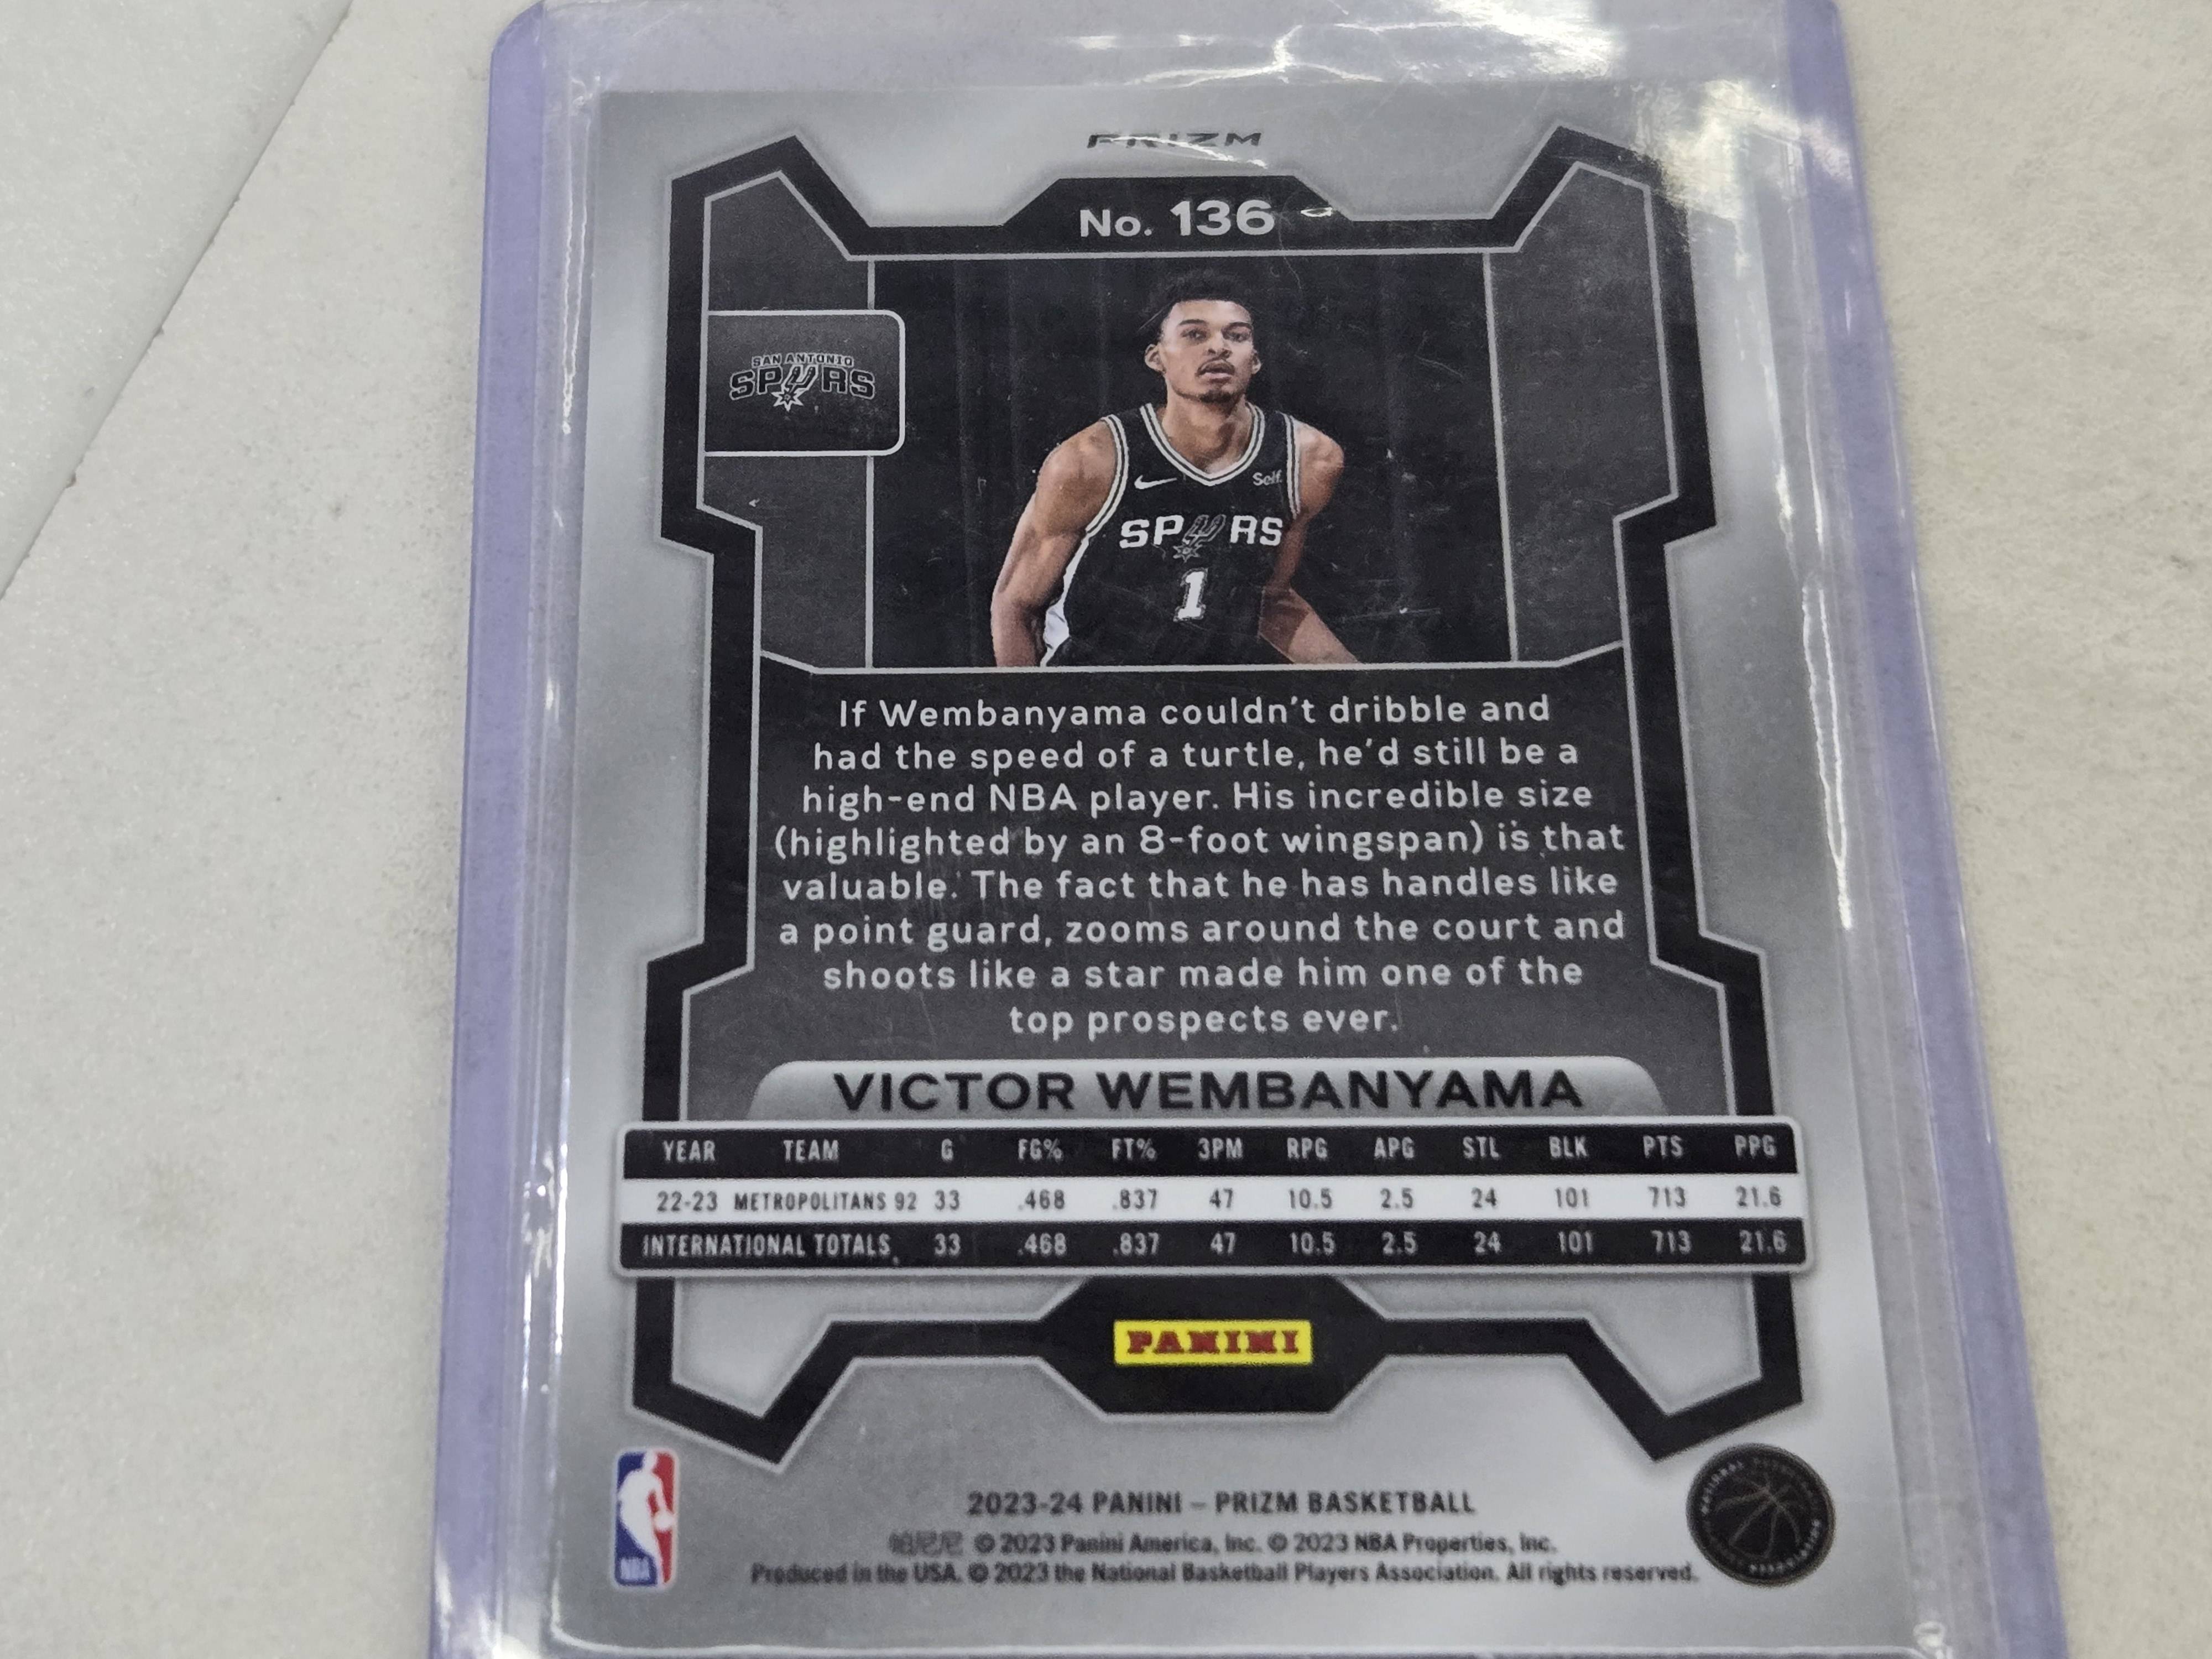 PRIZM
No. 136
SAN ANTONIO
SPURS
Self
SPURS
1
If Wembanyama couldn't dribble and
had the speed of a turtle, he'd still be a
high-end NBA player. His incredible size
(highlighted by an 8-foot wingspan) is that
valuable. The fact that he has handles like
a point guard, zooms around the court and
shoots like a star made him one of the
top prospects ever.
VICTOR WEMBANYAMA
YEAR TEAM G FG% FT% 3PM RPG APG STL BLK PTS PPG
22-23 METROPOLITANS 92 33 .468 .837 47 10.5 2.5 24 101 713 21.6
INTERNATIONAL TOTALS 33 .468 .837 47 10.5 2.5 24 101 713 21.6
PANINI
NBA
2023-24 PANINI – PRIZM BASKETBALL
帕尼尼 © 2023 Panini America, Inc. © 2023 NBA Properties, Inc.
Produced in the USA. © 2023 the National Basketball Players Association. All rights reserved.